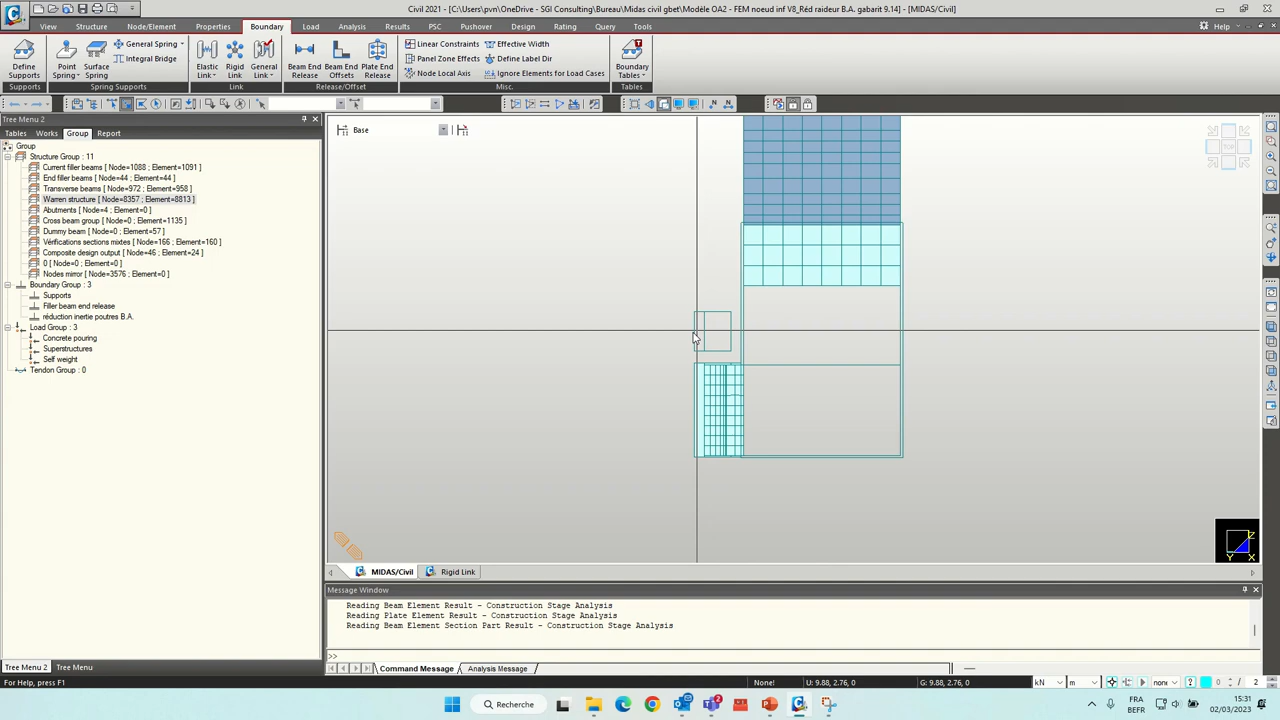 Civil 2021 - [C:\Users\pvn\OneDrive - SGI Consulting\Bureau\Midas civil gbet\Modèle OA2 - FEM noeud inf V8_Réd raideur B.A. gabarit 9.14] - [MIDAS/Civil]
View Structure Node/Element Properties Boundary Load Analysis Results PSC Pushover Design Rating Query Tools
Help
Define Supports
Point Spring
Surface Spring
General Spring
Integral Bridge
Elastic Link
Rigid Link
General Link
Beam End Release
Beam End Offsets
Plate End Release
Linear Constraints
Effective Width
Panel Zone Effects
Define Label Dir
Node Local Axis
Ignore Elements for Load Cases
Boundary Tables
Supports Spring Supports Link Release/Offset Misc. Tables
Tree Menu 2
Tables Works Group Report
Group
Structure Group : 11
Current filler beams [ Node=1088 ; Element=1091 ]
End filler beams [ Node=44 ; Element=44 ]
Transverse beams [ Node=972 ; Element=958 ]
Warren structure [ Node=8357 ; Element=8813 ]
Abutments [ Node=4 ; Element=0 ]
Cross beam group [ Node=0 ; Element=1135 ]
Dummy beam [ Node=0 ; Element=57 ]
Vérifications sections mixtes [ Node=166 ; Element=160 ]
Composite design output [ Node=46 ; Element=24 ]
0 [ Node=0 ; Element=0 ]
Nodes mirror [ Node=3576 ; Element=0 ]
Boundary Group : 3
Supports
Filler beam end release
réduction inertie poutres B.A.
Load Group : 3
Concrete pouring
Superstructures
Self weight
Tendon Group : 0
Base
TOP
Z
Y X
MIDAS/Civil Rigid Link
Message Window
Reading Beam Element Result - Construction Stage Analysis
Reading Plate Element Result - Construction Stage Analysis
Reading Beam Element Section Part Result - Construction Stage Analysis
>>
Tree Menu 2 Tree Menu
Command Message Analysis Message
For Help, press F1
None! U: 9.88, 2.76, 0 G: 9.88, 2.76, 0 kN m none 0 / 2
Recherche
FRA
BEFR
15:31
02/03/2023